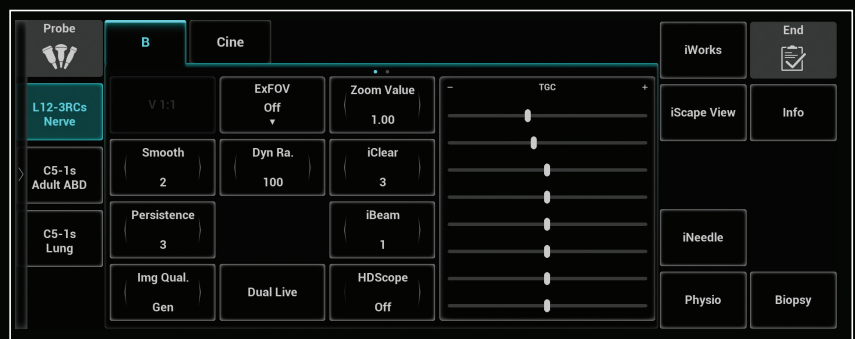 Probe
B
Cine
iWorks
End
L12-3RCs
Nerve
V 1:1
ExFOV
Off
Zoom Value
1.00
- TGC +
iScape View
Info
C5-1s
Adult ABD
Smooth
2
Dyn Ra.
100
iClear
3
C5-1s
Lung
Persistence
3
iBeam
1
iNeedle
Img Qual.
Gen
Dual Live
HDScope
Off
Physio
Biopsy